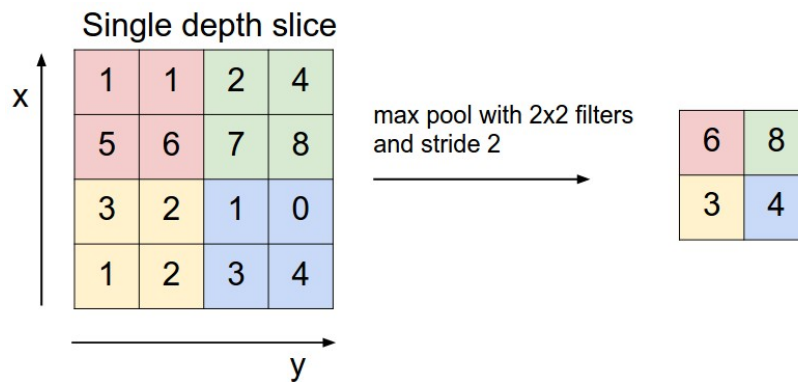 Single depth slice
x
1 1 2 4
5 6 7 8
3 2 1 0
1 2 3 4
y
max pool with 2x2 filters
and stride 2
6 8
3 4